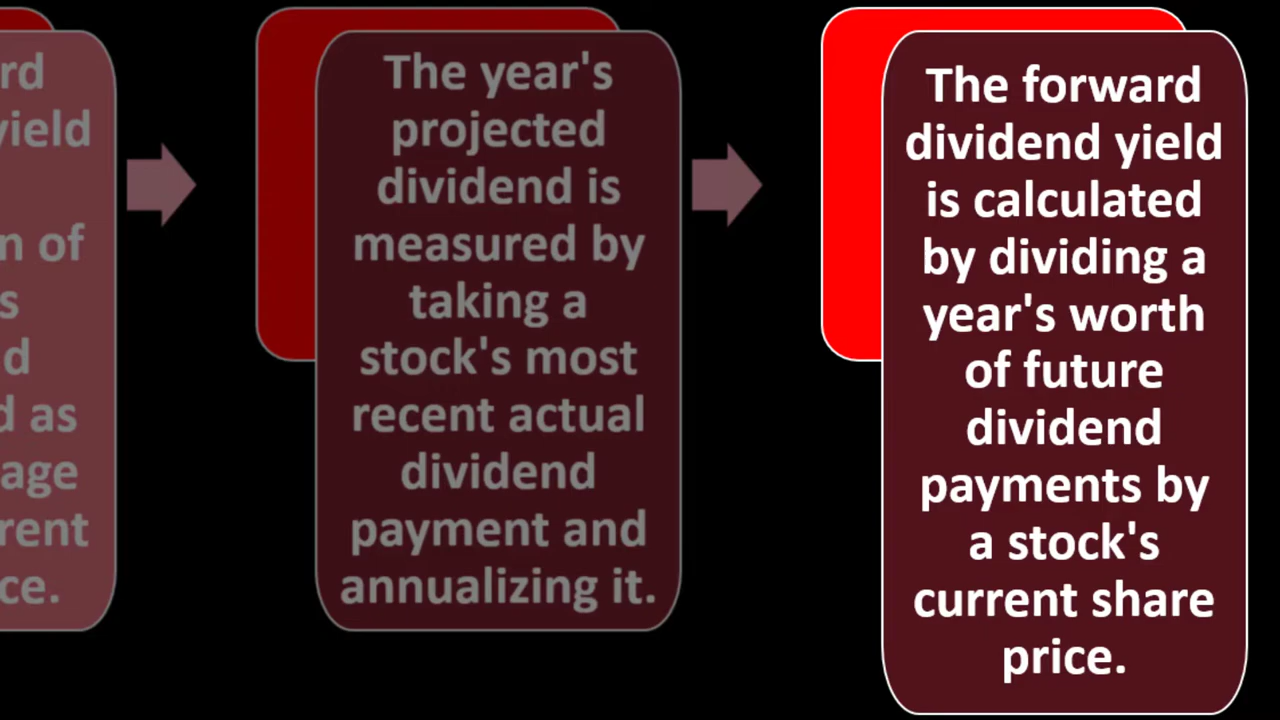 rd
yield
n of
s
d
d as
age
rent
ce.
The year's
projected
dividend is
measured by
taking a
stock's most
recent actual
dividend
payment and
annualizing it.
The forward
dividend yield
is calculated
by dividing a
year's worth
of future
dividend
payments by
a stock's
current share
price.